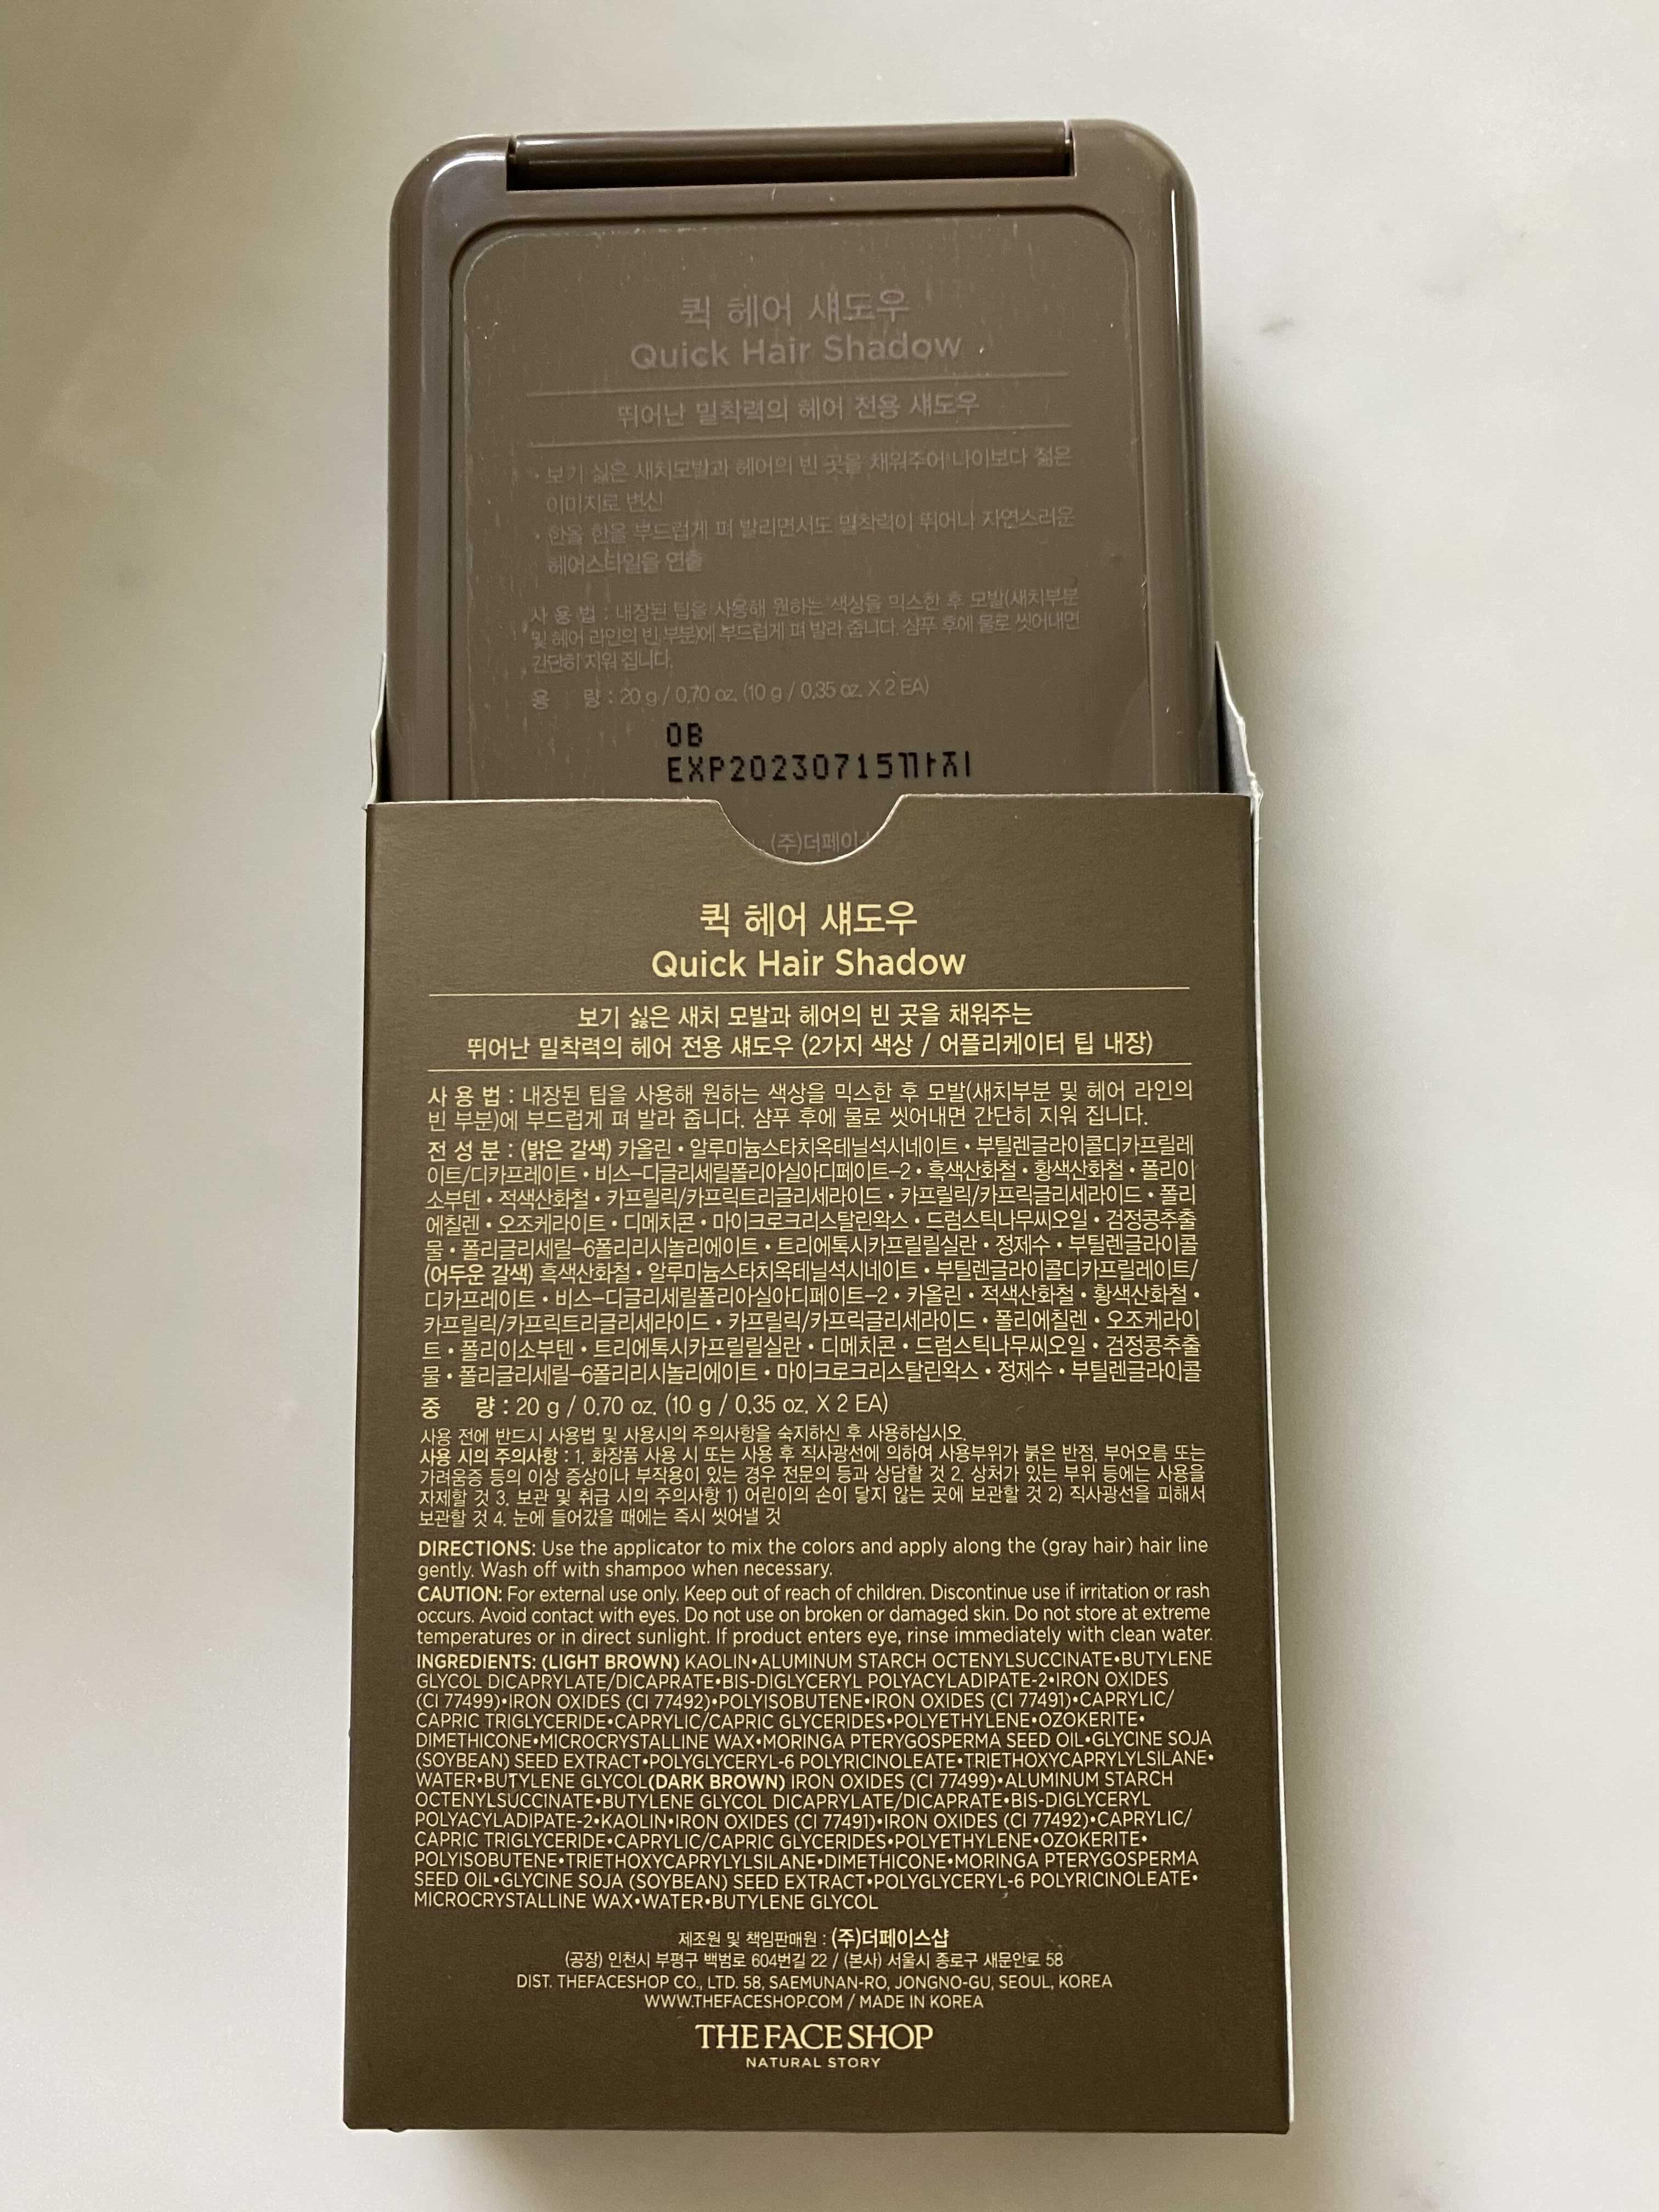 퀵 헤어 섀도우
Quick Hair Shadow
뛰어난 밀착력의 헤어 전용 섀도우
• 보기 싫은 새치모발과 헤어의 빈 곳을 채워주어 나이보다 젊은
이미지로 변신
• 한올 한올 부드럽게 펴 발리면서도 밀착력이 뛰어나 자연스러운
헤어스타일을 연출
사 용 법 : 내장된 팁을 사용해 원하는 색상을 믹스한 후 모발(새치부분
및 헤어 라인의 빈 부분)에 부드럽게 펴 발라 줍니다. 샴푸 후에 물로 씻어내면
간단히 지워 집니다.
용 량 : 20 g / 0.70 oz. (10 g / 0.35 oz. X 2 EA)
OB
EXP20230715까지
(주)더페이
퀵 헤어 섀도우
Quick Hair Shadow
보기 싫은 새치 모발과 헤어의 빈 곳을 채워주는
뛰어난 밀착력의 헤어 전용 섀도우 (2가지 색상 / 어플리케이터 팁 내장)
사 용 법 : 내장된 팁을 사용해 원하는 색상을 믹스한 후 모발(새치부분 및 헤어 라인의
빈 부분)에 부드럽게 펴 발라 줍니다. 샴푸 후에 물로 씻어내면 간단히 지워 집니다.
전 성 분 : (밝은 갈색) 카올린 • 알루미늄스타치옥테닐석시네이트 • 부틸렌글라이콜디카프릴레
이트/디카프레이트 • 비스-디글리세릴폴리아실아디페이트-2 • 흑색산화철 • 황색산화철 • 폴리이
소부텐 • 적색산화철 • 카프릴릭/카프릭트리글리세라이드 • 카프릴릭/카프릭글리세라이드 • 폴리
에칠렌 • 오조케라이트 • 디메치콘 • 마이크로크리스탈린왁스 • 드럼스틱나무씨오일 • 검정콩추출
물 • 폴리글리세릴-6폴리리시놀리에이트 • 트리에톡시카프릴릴실란 • 정제수 • 부틸렌글라이콜
(어두운 갈색) 흑색산화철 • 알루미늄스타치옥테닐석시네이트 • 부틸렌글라이콜디카프릴레이트/
디카프레이트 • 비스-디글리세릴폴리아실아디페이트-2 • 카올린 • 적색산화철 • 황색산화철 •
카프릴릭/카프릭트리글리세라이드 • 카프릴릭/카프릭글리세라이드 • 폴리에칠렌 • 오조케라이
트 • 폴리이소부텐 • 트리에톡시카프릴릴실란 • 디메치콘 • 드럼스틱나무씨오일 • 검정콩추출
물 • 폴리글리세릴-6폴리리시놀리에이트 • 마이크로크리스탈린왁스 • 정제수 • 부틸렌글라이콜
중 량 : 20 g / 0.70 oz. (10 g / 0.35 oz. X 2 EA)
사용 전에 반드시 사용법 및 사용시의 주의사항을 숙지하신 후 사용하십시오.
사용 시의 주의사항 : 1. 화장품 사용 시 또는 사용 후 직사광선에 의하여 사용부위가 붉은 반점, 부어오름 또는
가려움증 등의 이상 증상이나 부작용이 있는 경우 전문의 등과 상담할 것 2. 상처가 있는 부위 등에는 사용을
자제할 것 3. 보관 및 취급 시의 주의사항 1) 어린이의 손이 닿지 않는 곳에 보관할 것 2) 직사광선을 피해서
보관할 것 4. 눈에 들어갔을 때에는 즉시 씻어낼 것
DIRECTIONS: Use the applicator to mix the colors and apply along the (gray hair) hair line
gently. Wash off with shampoo when necessary.
CAUTION: For external use only. Keep out of reach of children. Discontinue use if irritation or rash
occurs. Avoid contact with eyes. Do not use on broken or damaged skin. Do not store at extreme
temperatures or in direct sunlight. If product enters eye, rinse immediately with clean water.
INGREDIENTS: (LIGHT BROWN) KAOLIN•ALUMINUM STARCH OCTENYLSUCCINATE•BUTYLENE
GLYCOL DICAPRYLATE/DICAPRATE•BIS-DIGLYCERYL POLYACYLADIPATE-2•IRON OXIDES
(CI 77499)•IRON OXIDES (CI 77492)•POLYISOBUTENE•IRON OXIDES (CI 77491)•CAPRYLIC/
CAPRIC TRIGLYCERIDE•CAPRYLIC/CAPRIC GLYCERIDES•POLYETHYLENE•OZOKERITE•
DIMETHICONE•MICROCRYSTALLINE WAX•MORINGA PTERYGOSPERMA SEED OIL•GLYCINE SOJA
(SOYBEAN) SEED EXTRACT•POLYGLYCERYL-6 POLYRICINOLEATE•TRIETHOXYCAPRYLYLSILANE•
WATER•BUTYLENE GLYCOL(DARK BROWN) IRON OXIDES (CI 77499)•ALUMINUM STARCH
OCTENYLSUCCINATE•BUTYLENE GLYCOL DICAPRYLATE/DICAPRATE•BIS-DIGLYCERYL
POLYACYLADIPATE-2•KAOLIN•IRON OXIDES (CI 77491)•IRON OXIDES (CI 77492)•CAPRYLIC/
CAPRIC TRIGLYCERIDE•CAPRYLIC/CAPRIC GLYCERIDES•POLYETHYLENE•OZOKERITE•
POLYISOBUTENE•TRIETHOXYCAPRYLYLSILANE•DIMETHICONE•MORINGA PTERYGOSPERMA
SEED OIL•GLYCINE SOJA (SOYBEAN) SEED EXTRACT•POLYGLYCERYL-6 POLYRICINOLEATE•
MICROCRYSTALLINE WAX•WATER•BUTYLENE GLYCOL
제조원 및 책임판매원 : (주)더페이스샵
(공장) 인천시 부평구 백범로 604번길 22 / (본사) 서울시 종로구 새문안로 58
DIST. THEFACESHOP CO., LTD. 58, SAEMUNAN-RO, JONGNO-GU, SEOUL, KOREA
WWW.THEFACESHOP.COM / MADE IN KOREA
THE FACE SHOP
NATURAL STORY